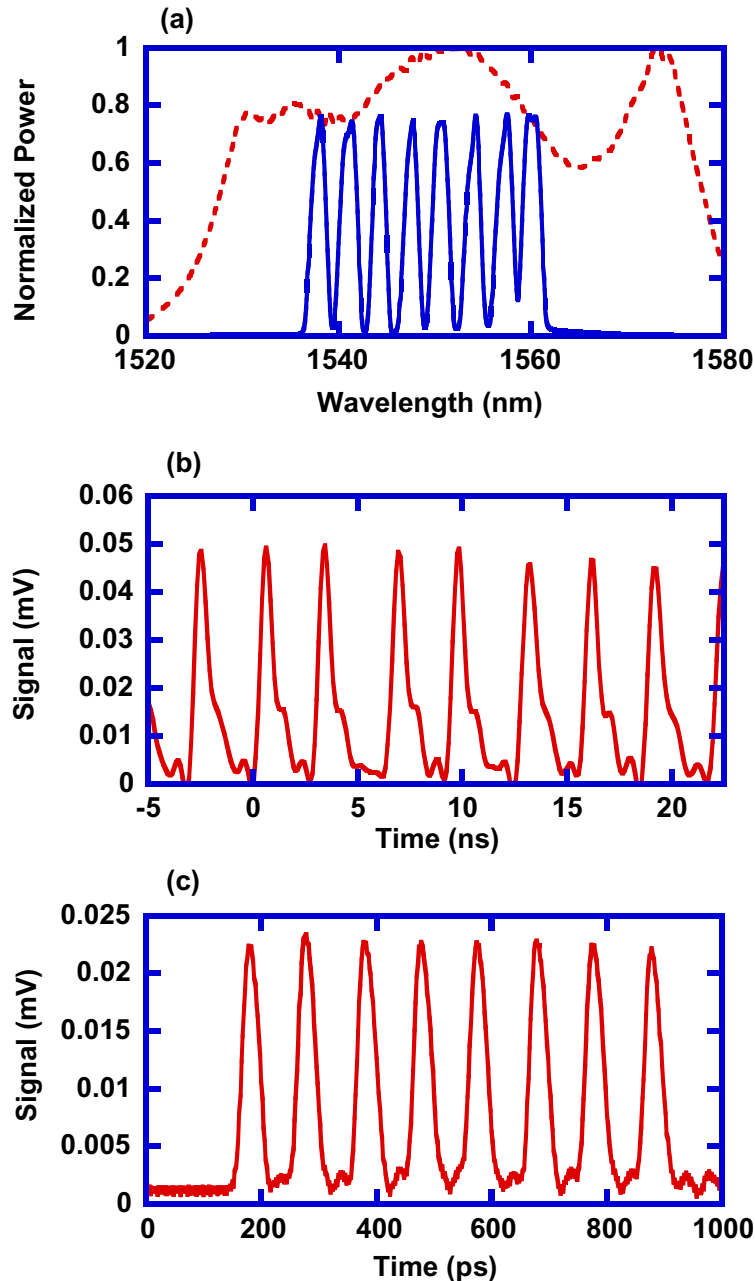 (a)
Normalized Power
1
0.8
0.6
0.4
0.2
0
1520 1540 1560 1580
Wavelength (nm)
(b)
Signal (mV)
0.06
0.05
0.04
0.03
0.02
0.01
0
-5 0 5 10 15 20
Time (ns)
(c)
Signal (mV)
0.025
0.02
0.015
0.01
0.005
0
0 200 400 600 800 1000
Time (ps)